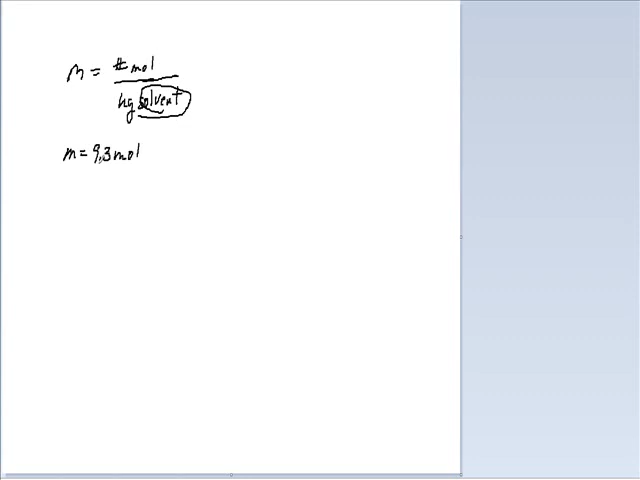 m = # mol
kg solvent
m = 9.3 mol